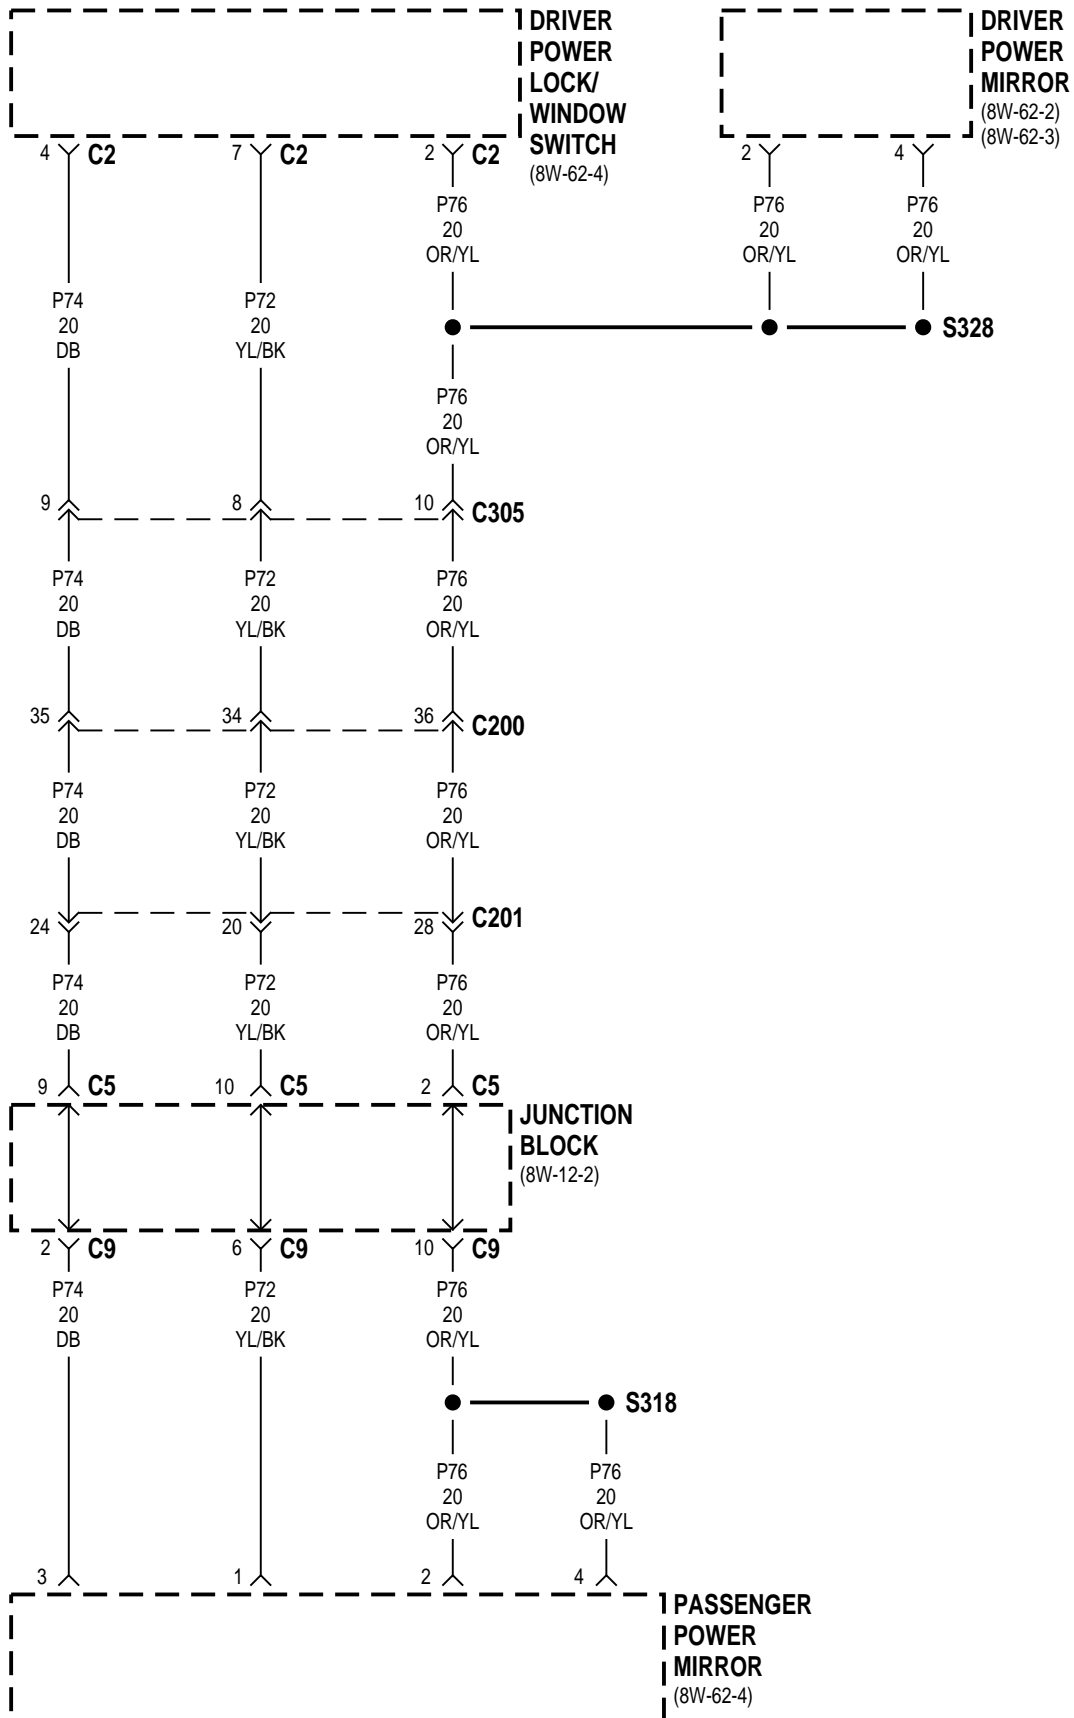 DRIVER
POWER
LOCK/
WINDOW
SWITCH
(8W-62-4)
DRIVER
POWER
MIRROR
(8W-62-2)
(8W-62-3)
4 C2 7 C2 2 C2 2 4
P76 P76 P76
20 20 20
OR/YL OR/YL OR/YL
P74 P72
20 20
DB YL/BK
S328
P76
20
OR/YL
9 8 10 C305
P74 P72 P76
20 20 20
DB YL/BK OR/YL
35 34 36 C200
P74 P72 P76
20 20 20
DB YL/BK OR/YL
24 20 28 C201
P74 P72 P76
20 20 20
DB YL/BK OR/YL
9 C5 10 C5 2 C5
JUNCTION
BLOCK
(8W-12-2)
2 C9 6 C9 10 C9
P74 P72 P76
20 20 20
DB YL/BK OR/YL
S318
P76 P76
20 20
OR/YL OR/YL
3 1 2 4
PASSENGER
POWER
MIRROR
(8W-62-4)